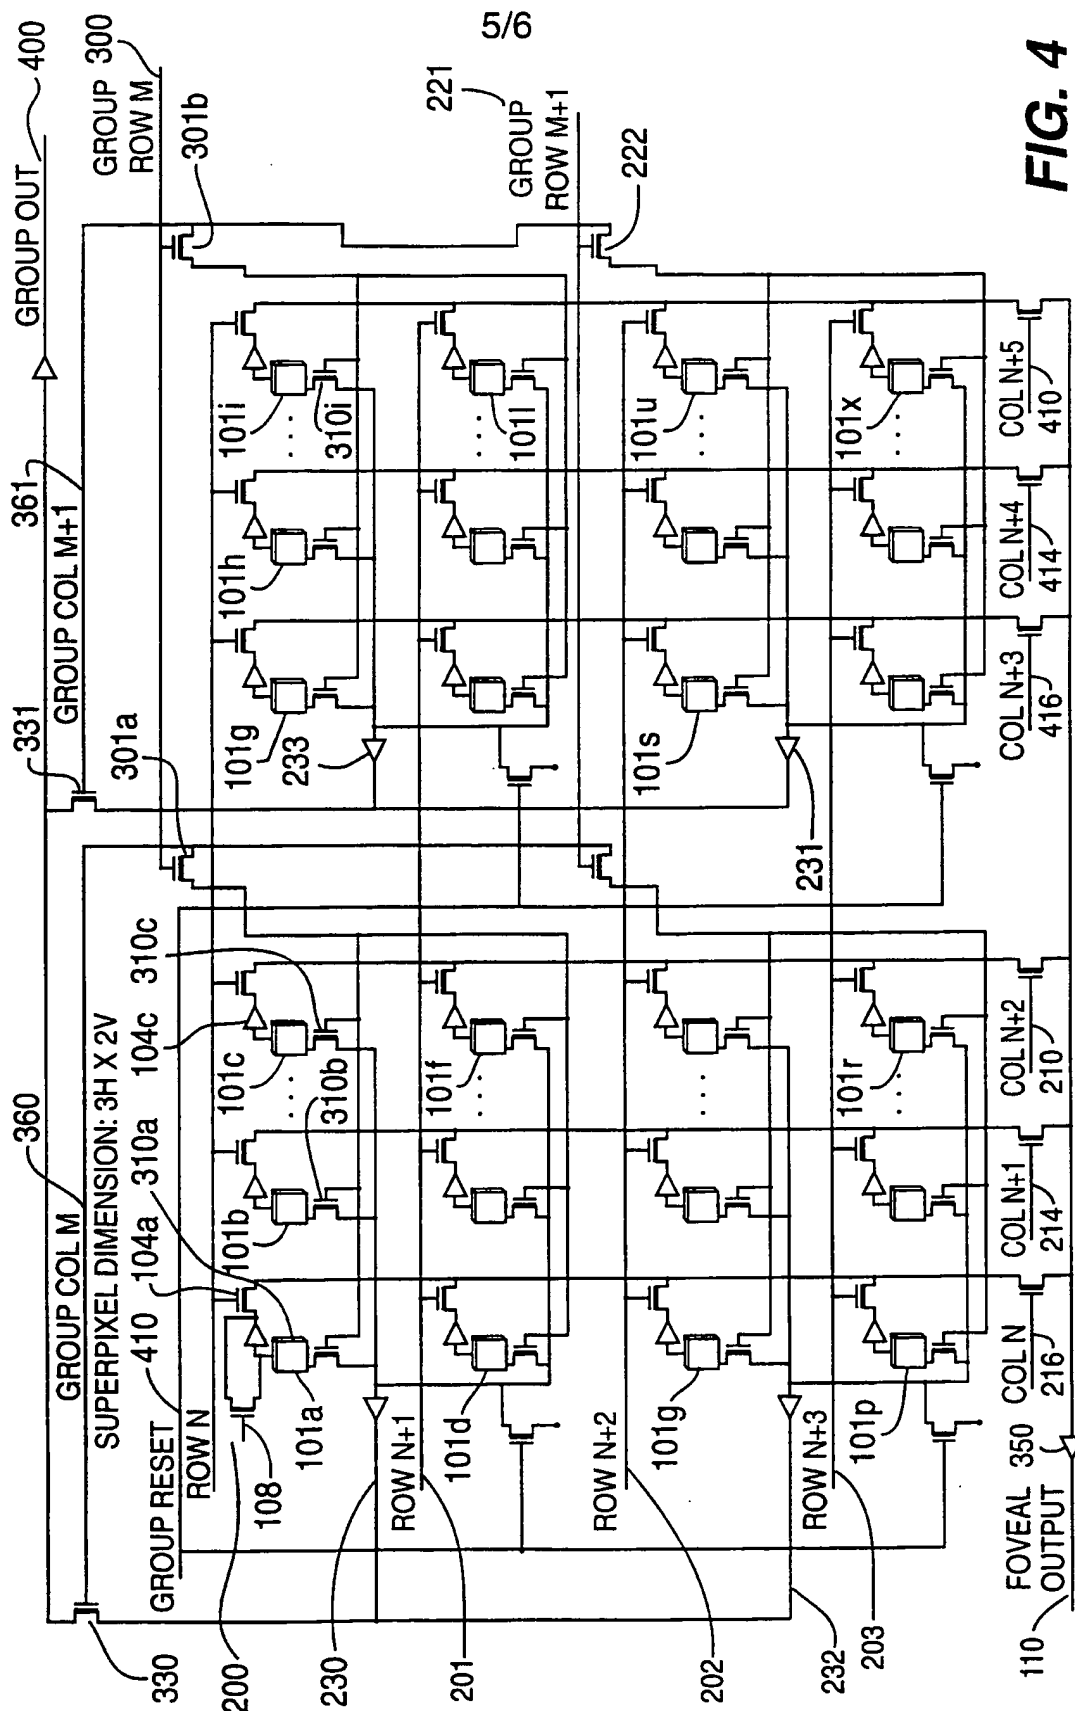 5/6
GROUP OUT 400
GROUP 300
ROW M
301b
221
GROUP
ROW M+1
222
FIG. 4
361
GROUP COL M+1
331
301a
101i
310i
101h
101g
233
101l
101u
101s
231
101x
COL N+5
410
COL N+4
414
COL N+3
416
360
GROUP COL M
SUPERPIXEL DIMENSION: 3H X 2V
310c
104c
101c
310b
310a
101b
104a
410
GROUP RESET
ROW N
108
101a
101f
101d
101g
101r
101p
COL N+2
210
COL N+1
214
COL N
216
330
200
230
ROW N+1
201
ROW N+2
202
232
ROW N+3
203
FOVEAL 350
OUTPUT
110